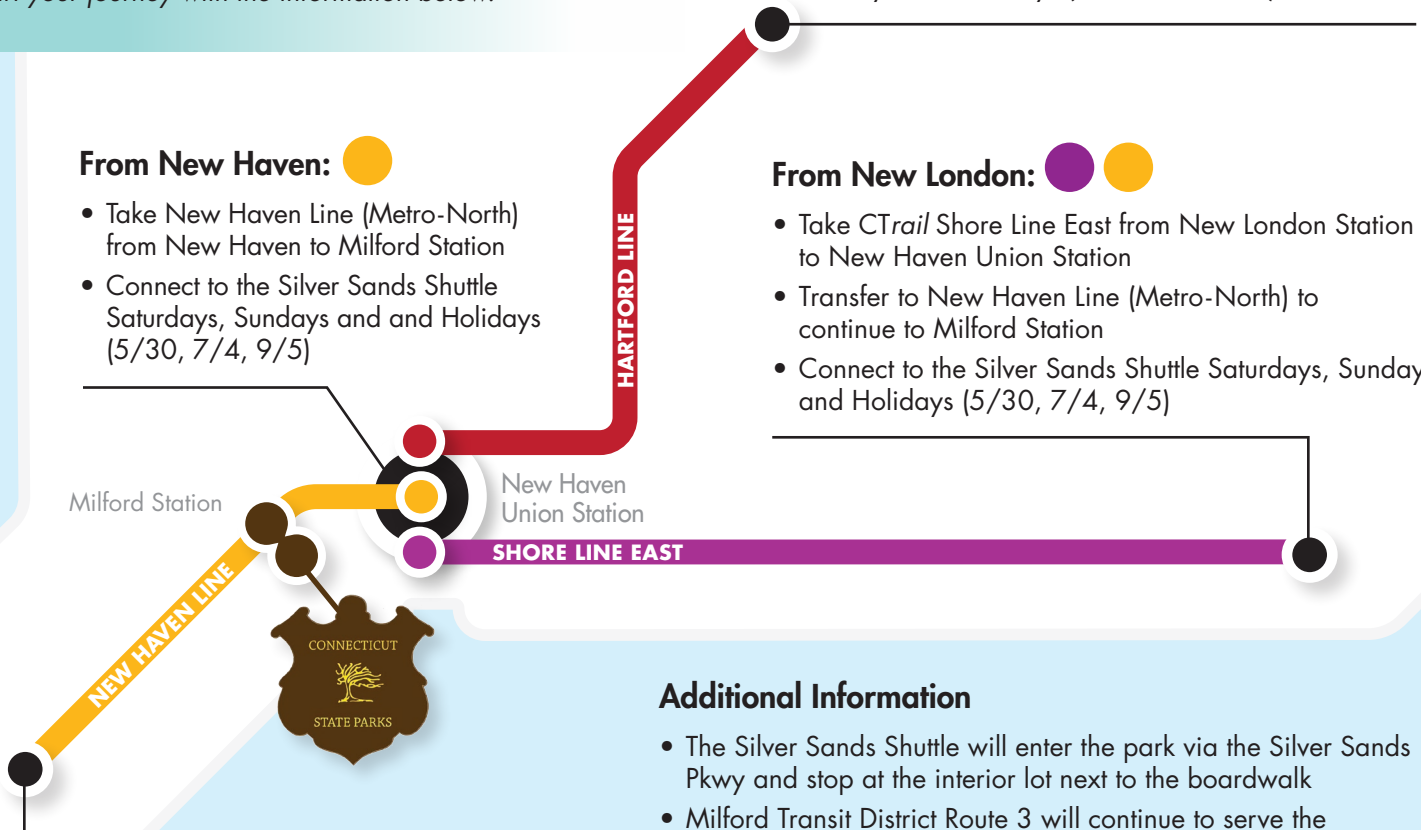 your journey with the information below.
From New Haven:
• Take New Haven Line (Metro-North)
from New Haven to Milford Station
• Connect to the Silver Sands Shuttle
Saturdays, Sundays and and Holidays
(5/30, 7/4, 9/5)
HARTFORD LINE
From New London:
• Take CTrail Shore Line East from New London Station
to New Haven Union Station
• Transfer to New Haven Line (Metro-North) to
continue to Milford Station
• Connect to the Silver Sands Shuttle Saturdays, Sunday
and Holidays (5/30, 7/4, 9/5)
Milford Station
New Haven
Union Station
SHORE LINE EAST
NEW HAVEN LINE
CONNECTICUT
STATE PARKS
Additional Information
• The Silver Sands Shuttle will enter the park via the Silver Sands
Pkwy and stop at the interior lot next to the boardwalk
• Milford Transit District Route 3 will continue to serve the